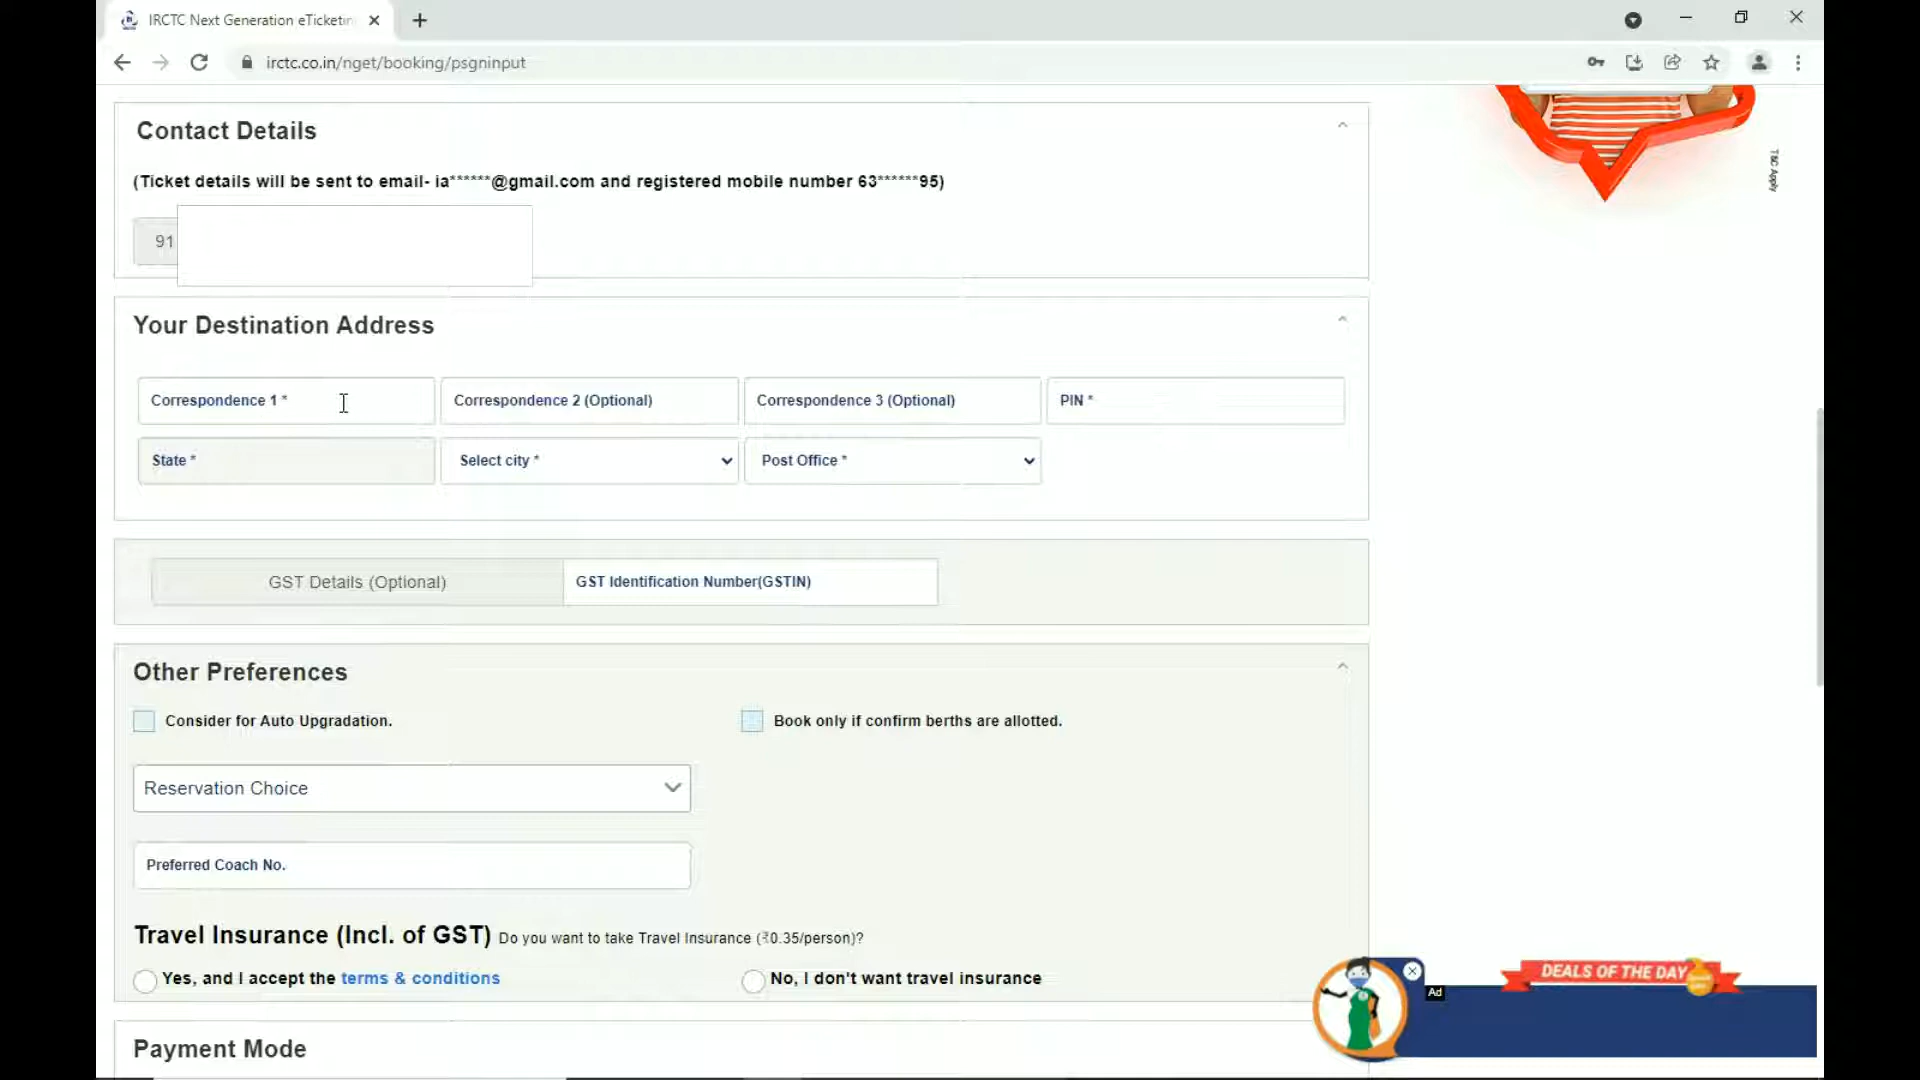 IRCTC Next Generation eTicketin
irctc.co.in/nget/booking/psgninput
T&C Apply
Contact Details
(Ticket details will be sent to email- ia******@gmail.com and registered mobile number 63******95)
91
Your Destination Address
Correspondence 1 *
Correspondence 2 (Optional)
Correspondence 3 (Optional)
PIN *
State *
Select city *
Post Office *
GST Details (Optional)
GST Identification Number(GSTIN)
Other Preferences
Consider for Auto Upgradation.
Book only if confirm berths are allotted.
Reservation Choice
Preferred Coach No.
Travel Insurance (Incl. of GST) Do you want to take Travel Insurance (₹0.35/person)?
Yes, and I accept the terms & conditions
No, I don't want travel insurance
DEALS OF THE DAY
Ad
Payment Mode